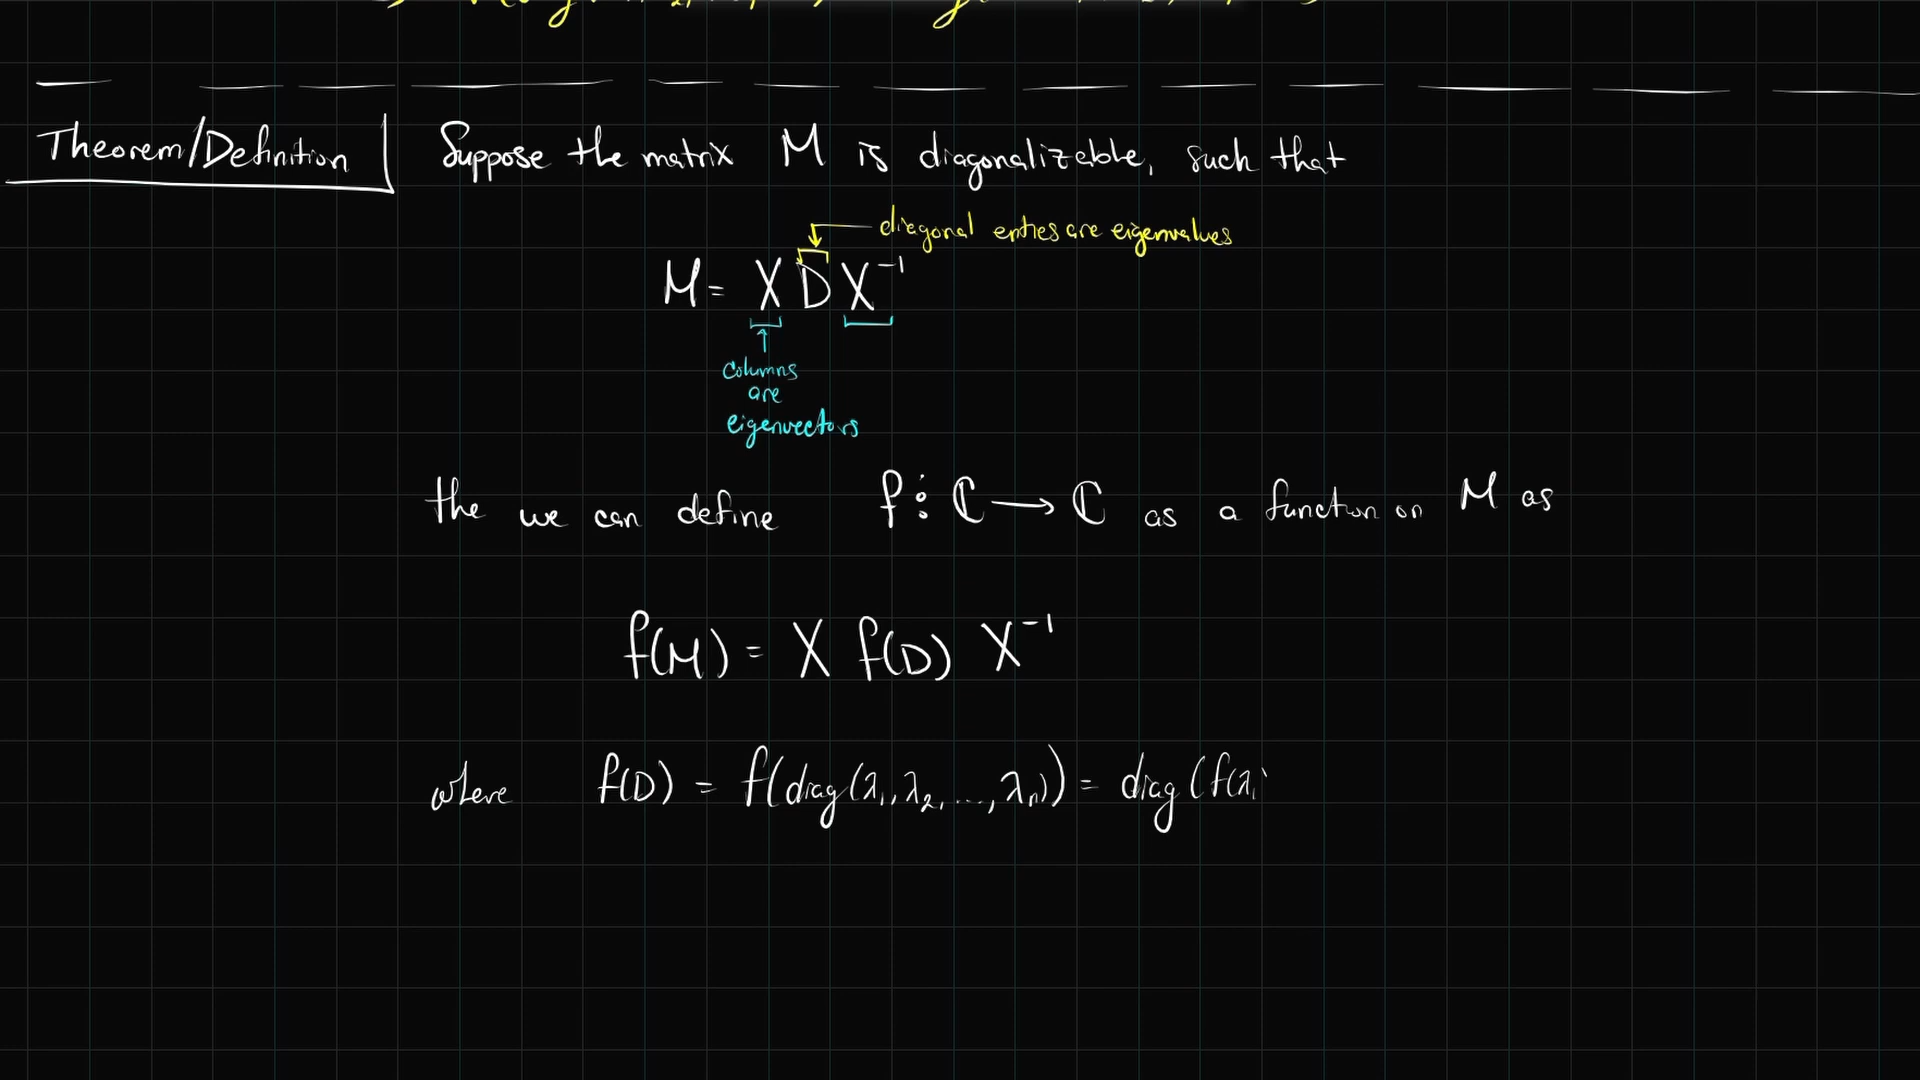 Theorem/Definition Suppose the matrix M is diagonalizable, such that
diagonal enties are eigenvalues
M = X D X⁻¹
columns
are
eigenvectors
the we can define f: ℂ → ℂ as a function on M as
f(M) = X f(D) X⁻¹
where f(D) = f(diag(λ₁, λ₂, ..., λₙ)) = diag(f(λ